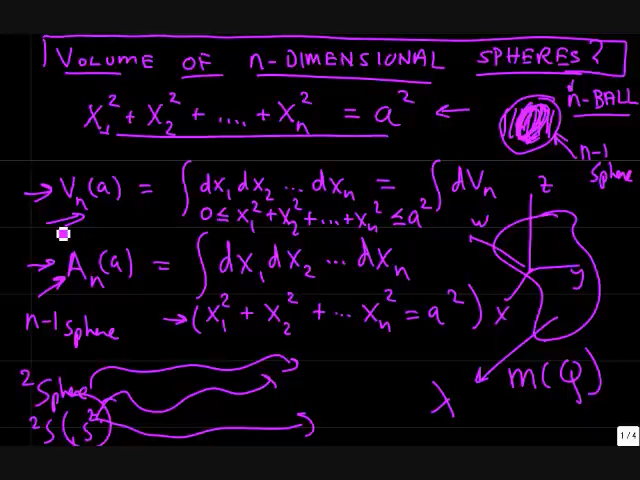 VOLUME OF n-DIMENSIONAL SPHERES?
x₁² + x₂² + .... + xₙ² = a² ←
n-BALL
n-1 Sphere
→ Vₙ(a) = ∫ dx₁ dx₂ ... dxₙ = ∫ dVₙ
0 ≤ x₁² + x₂² + ... + xₙ² ≤ a²
z
w
y
x
→ Aₙ(a) = ∫ dx₁ dx₂ ... dxₙ
→ (x₁² + x₂² + ... xₙ² = a²)
n-1 sphere
m(φ)
2 Sphere
1/4